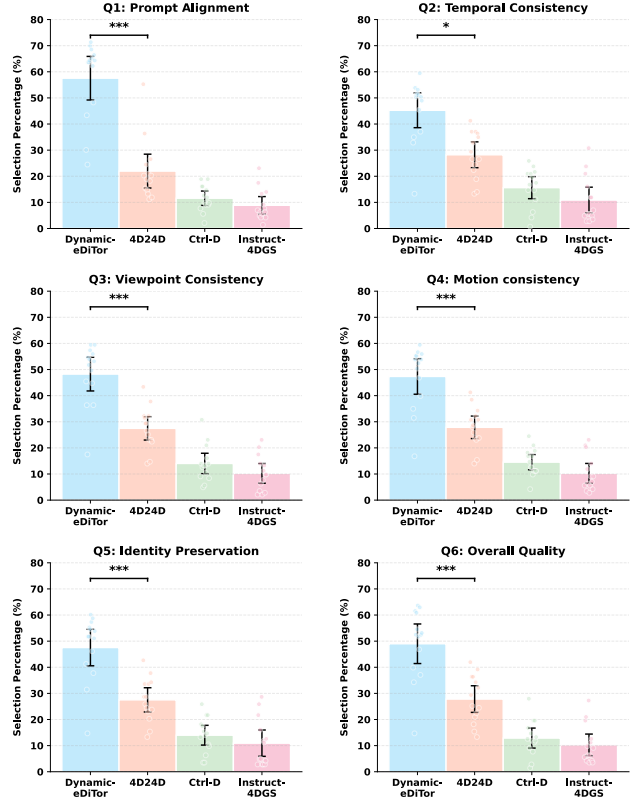 Q1: Prompt Alignment
Selection Percentage (%)
80
70
60
50
40
30
20
10
0
***
Dynamic-
eDiTor
4D24D
Ctrl-D
Instruct-
4DGS
Q2: Temporal Consistency
Selection Percentage (%)
80
70
60
50
40
30
20
10
0
*
Dynamic-
eDiTor
4D24D
Ctrl-D
Instruct-
4DGS
Q3: Viewpoint Consistency
Selection Percentage (%)
80
70
60
50
40
30
20
10
0
***
Dynamic-
eDiTor
4D24D
Ctrl-D
Instruct-
4DGS
Q4: Motion consistency
Selection Percentage (%)
80
70
60
50
40
30
20
10
0
***
Dynamic-
eDiTor
4D24D
Ctrl-D
Instruct-
4DGS
Q5: Identity Preservation
Selection Percentage (%)
80
70
60
50
40
30
20
10
0
***
Dynamic-
eDiTor
4D24D
Ctrl-D
Instruct-
4DGS
Q6: Overall Quality
Selection Percentage (%)
80
70
60
50
40
30
20
10
0
***
Dynamic-
eDiTor
4D24D
Ctrl-D
Instruct-
4DGS